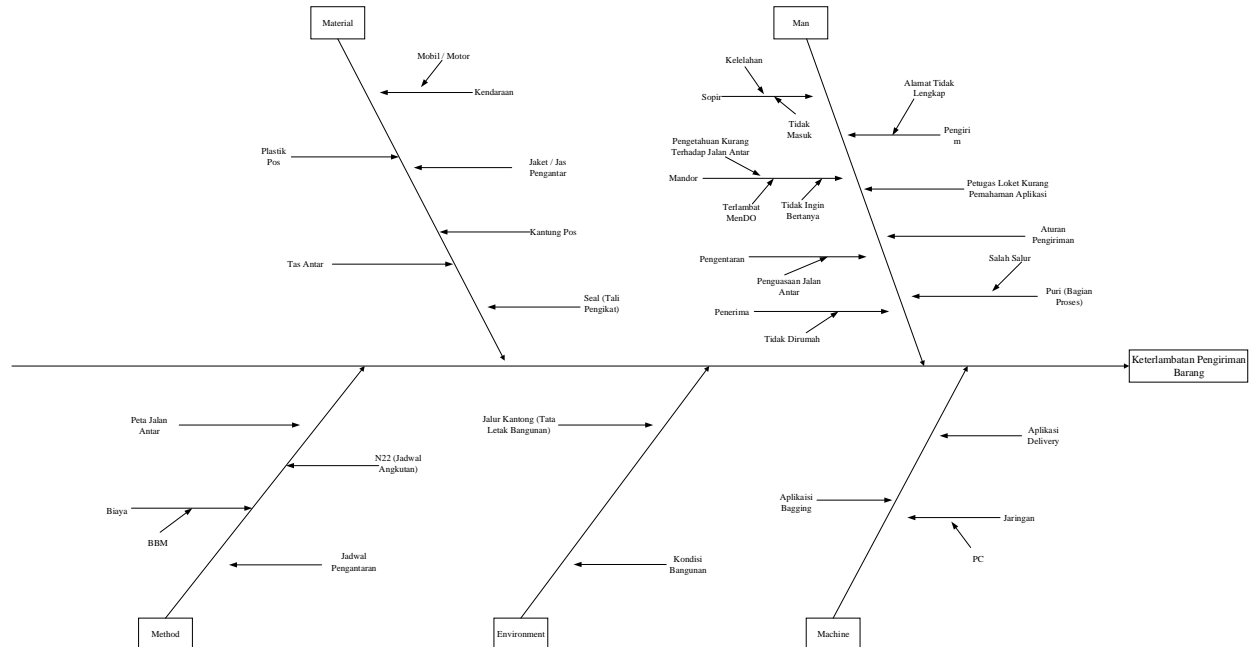 Material
Man
Mobil / Motor
Kendaraan
Plastik
Pos
Jaket / Jas
Pengantar
Kantung Pos
Tas Antar
Seal (Tali
Pengikat)
Kelelahan
Sopir
Tidak
Masuk
Alamat Tidak
Lengkap
Pengiri
m
Pengetahuan Kurang
Terhadap Jalan Antar
Mandor
Terlambat
MenDO
Tidak Ingin
Bertanya
Petugas Loket Kurang
Pemahaman Aplikasi
Aturan
Pengiriman
Pengentaran
Penguasaan Jalan
Antar
Salah Salur
Puri (Bagian
Proses)
Penerima
Tidak Dirumah
Keterlambatan Pengiriman
Barang
Peta Jalan
Antar
N22 (Jadwal
Angkutan)
Biaya
BBM
Jadwal
Pengantaran
Jalur Kantong (Tata
Letak Bangunan)
Kondisi
Bangunan
Aplikasi
Delivery
Aplikaisi
Bagging
Jaringan
PC
Method
Environment
Machine